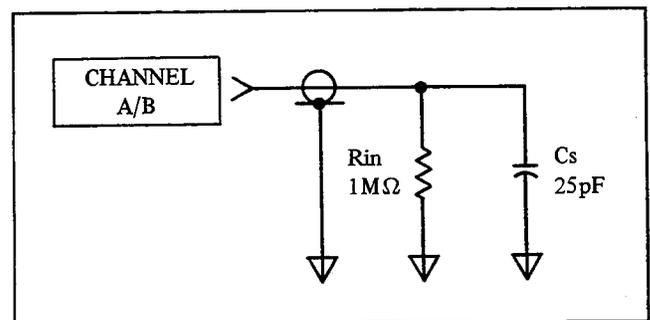 CHANNEL
A/B
Rin
1MΩ
Cs
25pF